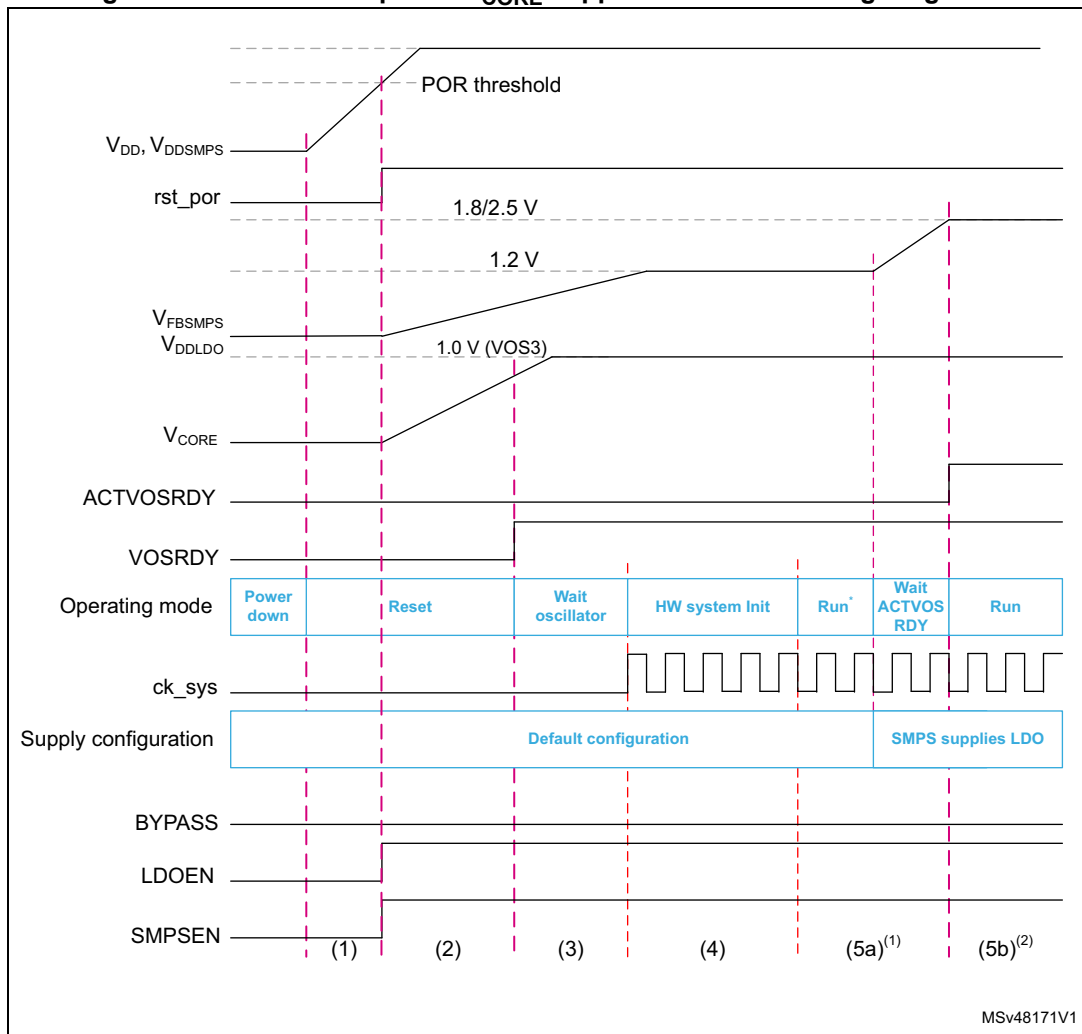 POR threshold
VDD, VDDSMPS
rst_por
1.8/2.5 V
1.2 V
VFBSMPS
VDDLDO
1.0 V (VOS3)
VCORE
ACTVOSRDY
VOSRDY
Operating mode
Power down
Reset
Wait oscillator
HW system Init
Run*
Wait ACTVOS RDY
Run
ck_sys
Supply configuration
Default configuration
SMPS supplies LDO
BYPASS
LDOEN
SMPSEN
(1)
(2)
(3)
(4)
(5a)(1)
(5b)(2)
MSv48171V1